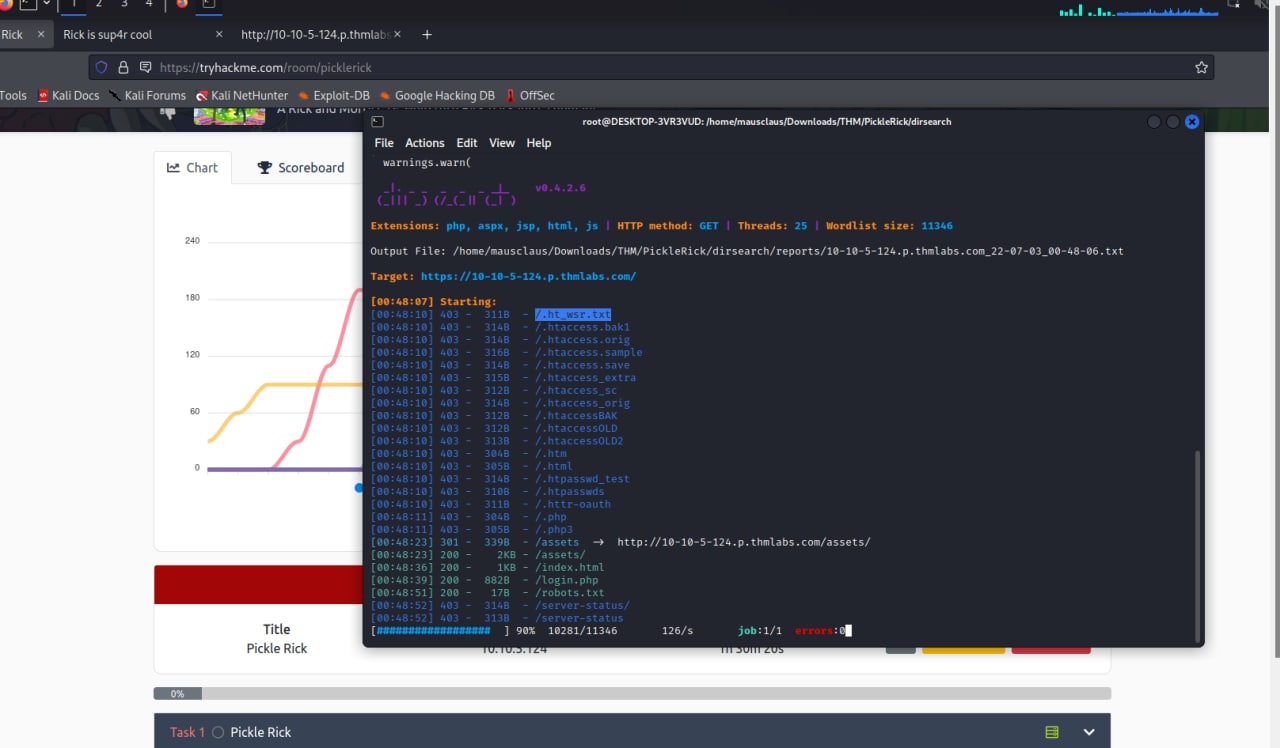 1 2 3 4
Rick × Rick is sup4r cool × http://10-10-5-124.p.thmlabs × +
https://tryhackme.com/room/picklerick
Tools Kali Docs Kali Forums Kali NetHunter Exploit-DB Google Hacking DB OffSec
A Rick and Mor
root@DESKTOP-3VR3VUD: /home/mausclaus/Downloads/THM/PickleRick/dirsearch
File Actions Edit View Help
warnings.warn(
v0.4.2.6
Extensions: php, aspx, jsp, html, js | HTTP method: GET | Threads: 25 | Wordlist size: 11346
Output File: /home/mausclaus/Downloads/THM/PickleRick/dirsearch/reports/10-10-5-124.p.thmlabs.com_22-07-03_00-48-06.txt
Target: https://10-10-5-124.p.thmlabs.com/
[00:48:07] Starting:
[00:48:10] 403 - 311B - /.ht_wsr.txt
[00:48:10] 403 - 314B - /.htaccess.bak1
[00:48:10] 403 - 314B - /.htaccess.orig
[00:48:10] 403 - 316B - /.htaccess.sample
[00:48:10] 403 - 314B - /.htaccess.save
[00:48:10] 403 - 315B - /.htaccess_extra
[00:48:10] 403 - 312B - /.htaccess_sc
[00:48:10] 403 - 314B - /.htaccess_orig
[00:48:10] 403 - 312B - /.htaccessBAK
[00:48:10] 403 - 312B - /.htaccessOLD
[00:48:10] 403 - 313B - /.htaccessOLD2
[00:48:10] 403 - 304B - /.htm
[00:48:10] 403 - 305B - /.html
[00:48:10] 403 - 314B - /.htpasswd_test
[00:48:10] 403 - 310B - /.htpasswds
[00:48:10] 403 - 311B - /.httr-oauth
[00:48:11] 403 - 304B - /.php
[00:48:11] 403 - 305B - /.php3
[00:48:23] 301 - 339B - /assets → http://10-10-5-124.p.thmlabs.com/assets/
[00:48:23] 200 - 2KB - /assets/
[00:48:36] 200 - 1KB - /index.html
[00:48:39] 200 - 882B - /login.php
[00:48:51] 200 - 17B - /robots.txt
[00:48:52] 403 - 314B - /server-status/
[00:48:52] 403 - 313B - /server-status
[################## ] 90% 10281/11346 126/s job:1/1 errors:0
Chart Scoreboard
240
180
120
60
0
Title
Pickle Rick 10.10.5.124 1h 30m 20s
0%
Task 1 Pickle Rick